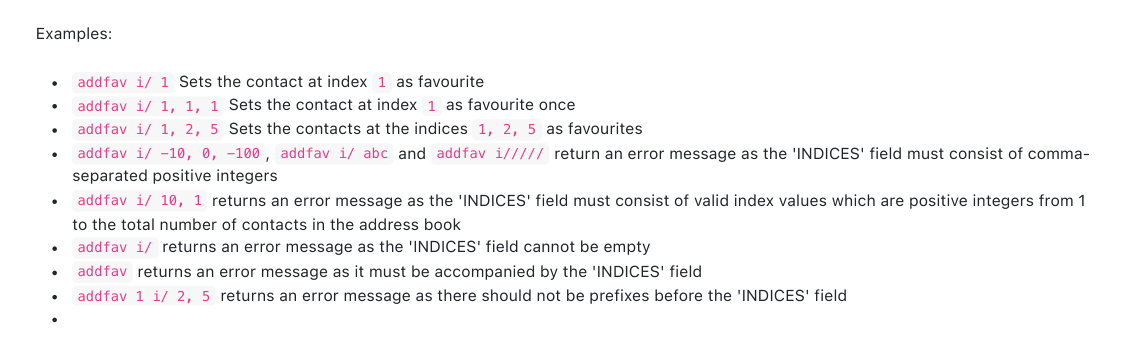 Examples:
• addfav i/ 1 Sets the contact at index 1 as favourite
• addfav i/ 1, 1, 1 Sets the contact at index 1 as favourite once
• addfav i/ 1, 2, 5 Sets the contacts at the indices 1, 2, 5 as favourites
• addfav i/ -10, 0, -100 , addfav i/ abc and addfav i///// return an error message as the 'INDICES' field must consist of comma-
separated positive integers
• addfav i/ 10, 1 returns an error message as the 'INDICES' field must consist of valid index values which are positive integers from 1
to the total number of contacts in the address book
• addfav i/ returns an error message as the 'INDICES' field cannot be empty
• addfav returns an error message as it must be accompanied by the 'INDICES' field
• addfav 1 i/ 2, 5 returns an error message as there should not be prefixes before the 'INDICES' field
•